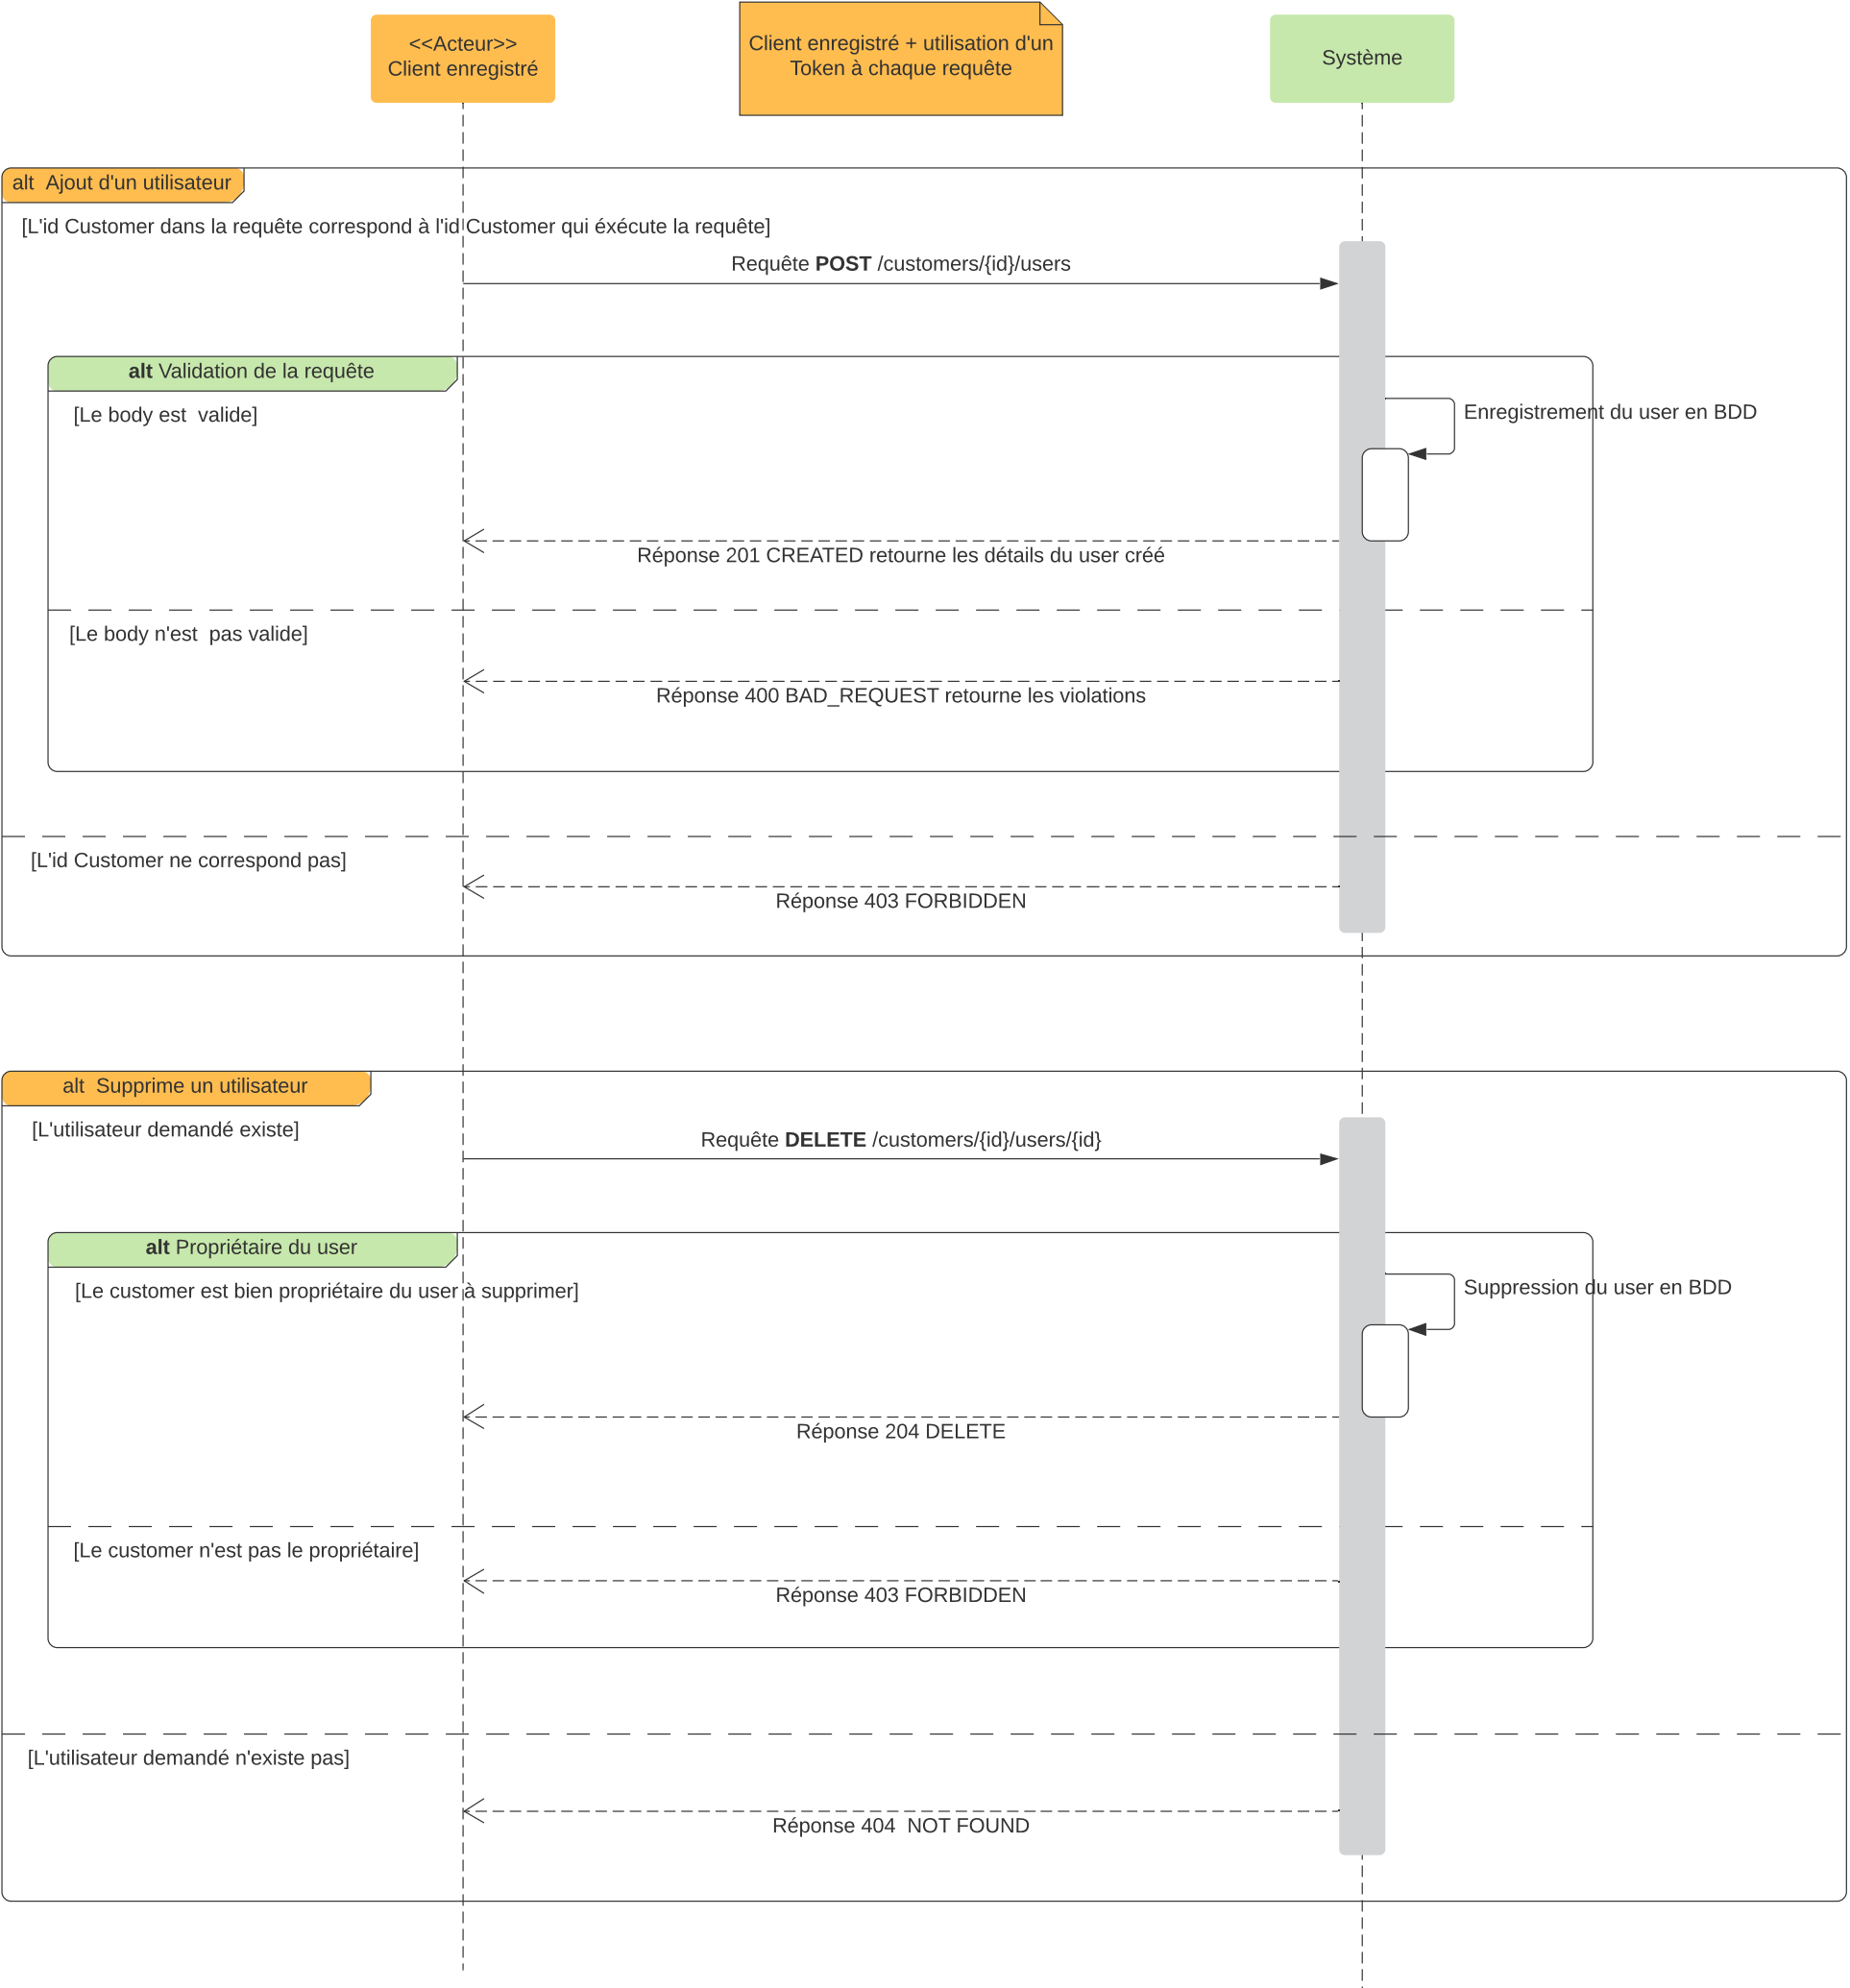 <<Acteur>>
Client enregistré
Client enregistré + utilisation d'un
Token à chaque requête
Système
alt  Ajout d'un utilisateur
[L'id Customer dans la requête correspond à l'id Customer qui éxécute la requête]
Requête POST /customers/{id}/users
alt Validation de la requête
[Le body est  valide]
Enregistrement du user en BDD
Réponse 201 CREATED retourne les détails du user créé
[Le body n'est  pas valide]
Réponse 400 BAD_REQUEST retourne les violations
[L'id Customer ne correspond pas]
Réponse 403 FORBIDDEN
alt  Supprime un utilisateur
[L'utilisateur demandé existe]
Requête DELETE /customers/{id}/users/{id}
alt Propriétaire du user
[Le customer est bien propriétaire du user à supprimer]
Suppression du user en BDD
Réponse 204 DELETE
[Le customer n'est pas le propriétaire]
Réponse 403 FORBIDDEN
[L'utilisateur demandé n'existe pas]
Réponse 404  NOT FOUND